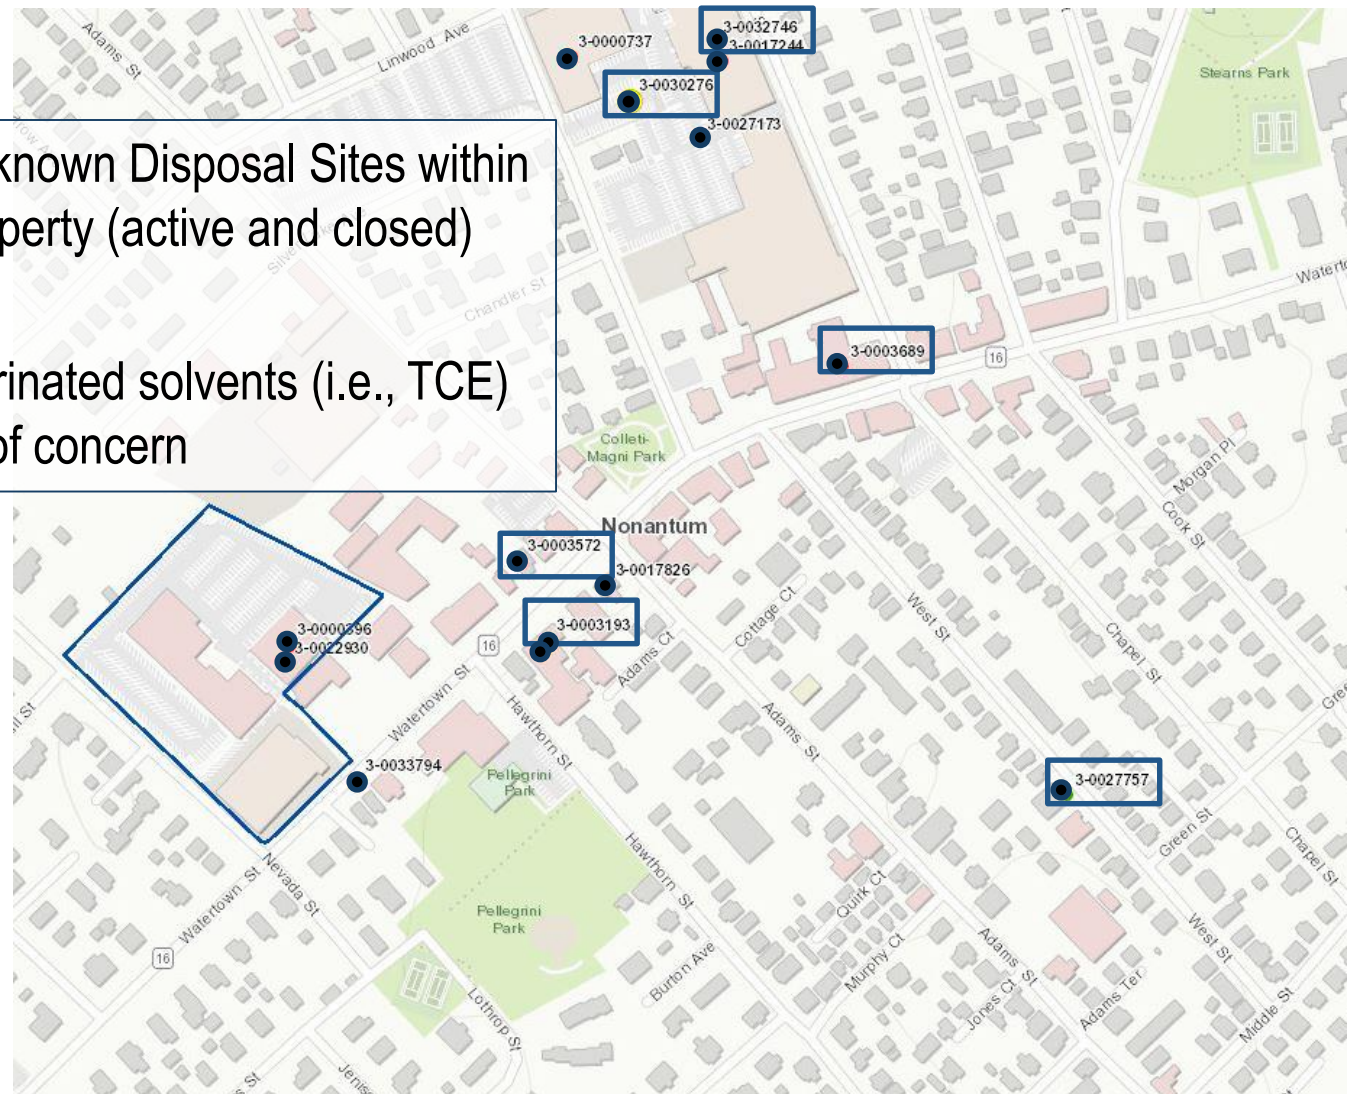 Adams St
Linwood Ave
3-0000737
3-0032746
3-0017244
3-0030276
3-0027173
Stearns Park
known Disposal Sites within
perty (active and closed)
Chandler St
rinated solvents (i.e., TCE)
of concern
3-0003689
16
Colleti-
Magni Park
Morgan Pl
Cook St
Nonantum
3-0003572
3-0017826
3-0003193
3-0000396
3-0022930
16
Adams Ct
Cottage Ct
West St
Chapel St
Watertown St
Hawthorn St
Adams St
3-0033794
Pellegrini
Park
3-0027757
Green St
Chapel St
Nevada St
Watertown St
16
Hawthorn St
Pellegrini
Park
Quirk Ct
Murphy Ct
Burton Ave
Adams St
Jones Ct
Adams Ter
West St
Middle St
Lothrop St